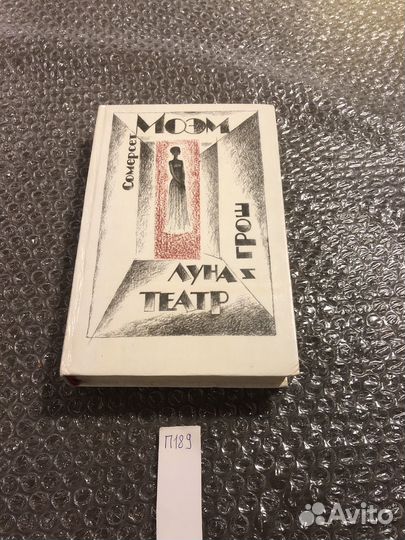 Сомерсет
МОЭМ
ЛУНА
И
ГРОШ
ТЕАТР
П189
Avito